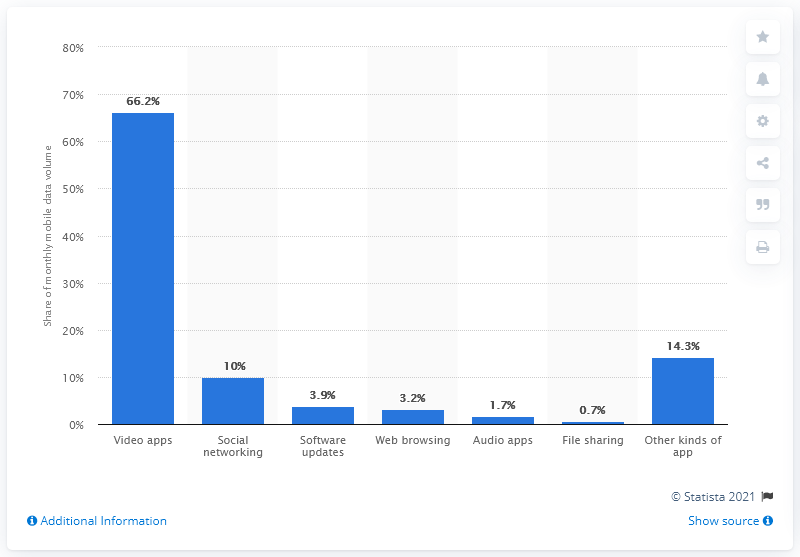 80%
70%
60%
50%
40%
30%
20%
10%
0%
Share of monthly mobile data volume
66.2%
10%
3.9%
3.2%
1.7%
0.7%
14.3%
Video apps
Social
networking
Software
updates
Web browsing
Audio apps
File sharing
Other kinds of
app
© Statista 2021
Additional Information
Show source